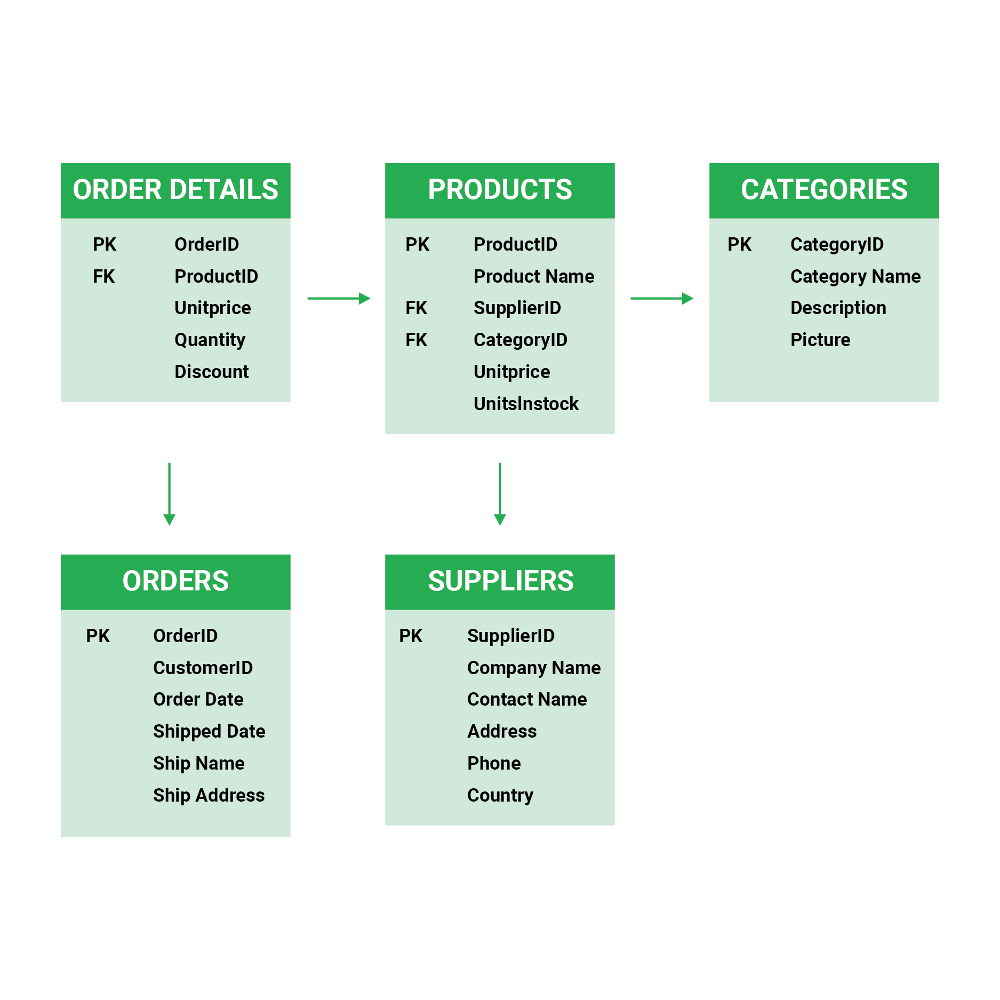 ORDER DETAILS
PK OrderID
FK ProductID
Unitprice
Quantity
Discount
PRODUCTS
PK ProductID
Product Name
FK SupplierID
FK CategoryID
Unitprice
UnitsInstock
CATEGORIES
PK CategoryID
Category Name
Description
Picture
ORDERS
PK OrderID
CustomerID
Order Date
Shipped Date
Ship Name
Ship Address
SUPPLIERS
PK SupplierID
Company Name
Contact Name
Address
Phone
Country